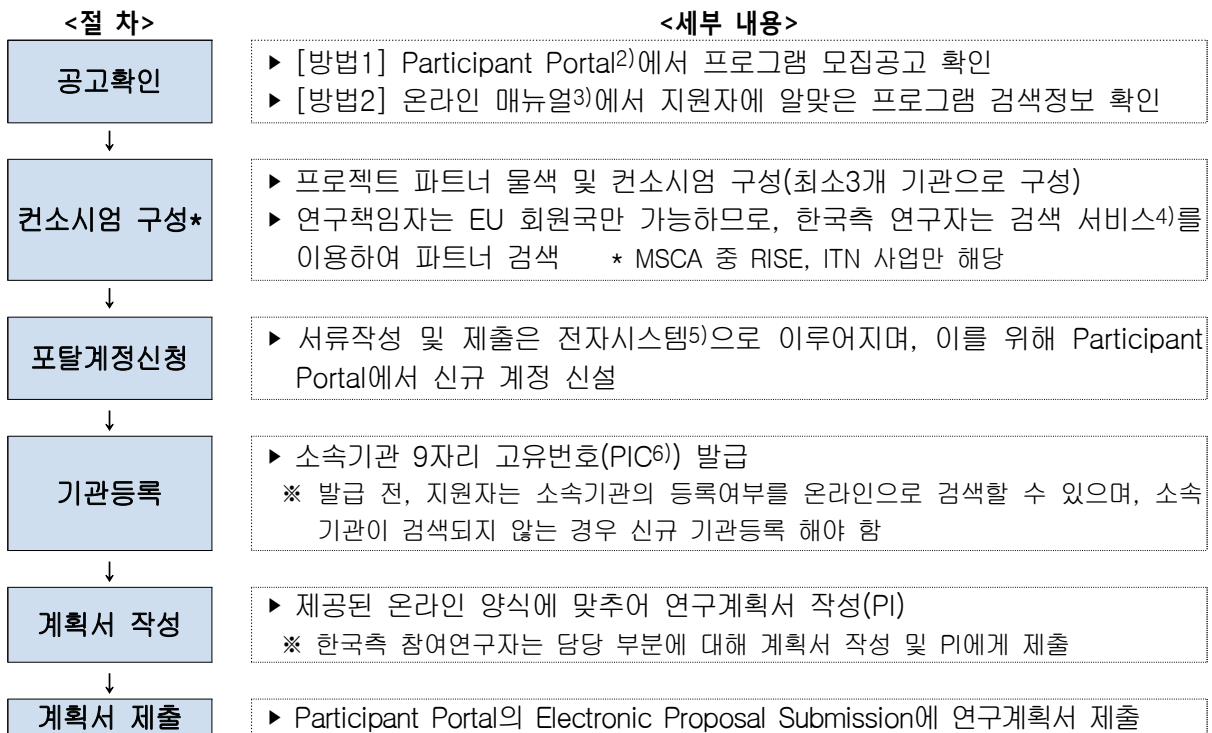 <절 차> <세부 내용>
공고확인
▶ [방법1] Participant Portal2)에서 프로그램 모집공고 확인
▶ [방법2] 온라인 매뉴얼3)에서 지원자에 알맞은 프로그램 검색정보 확인
↓
컨소시엄 구성*
▶ 프로젝트 파트너 물색 및 컨소시엄 구성(최소3개 기관으로 구성)
▶ 연구책임자는 EU 회원국만 가능하므로, 한국측 연구자는 검색 서비스4)를
이용하여 파트너 검색 * MSCA 중 RISE, ITN 사업만 해당
↓
포탈계정신청
▶ 서류작성 및 제출은 전자시스템5)으로 이루어지며, 이를 위해 Participant
Portal에서 신규 계정 신설
↓
기관등록
▶ 소속기관 9자리 고유번호(PIC6)) 발급
※ 발급 전, 지원자는 소속기관의 등록여부를 온라인으로 검색할 수 있으며, 소속
기관이 검색되지 않는 경우 신규 기관등록 해야 함
↓
계획서 작성
▶ 제공된 온라인 양식에 맞추어 연구계획서 작성(PI)
※ 한국측 참여연구자는 담당 부분에 대해 계획서 작성 및 PI에게 제출
↓
계획서 제출
▶ Participant Portal의 Electronic Proposal Submission에 연구계획서 제출